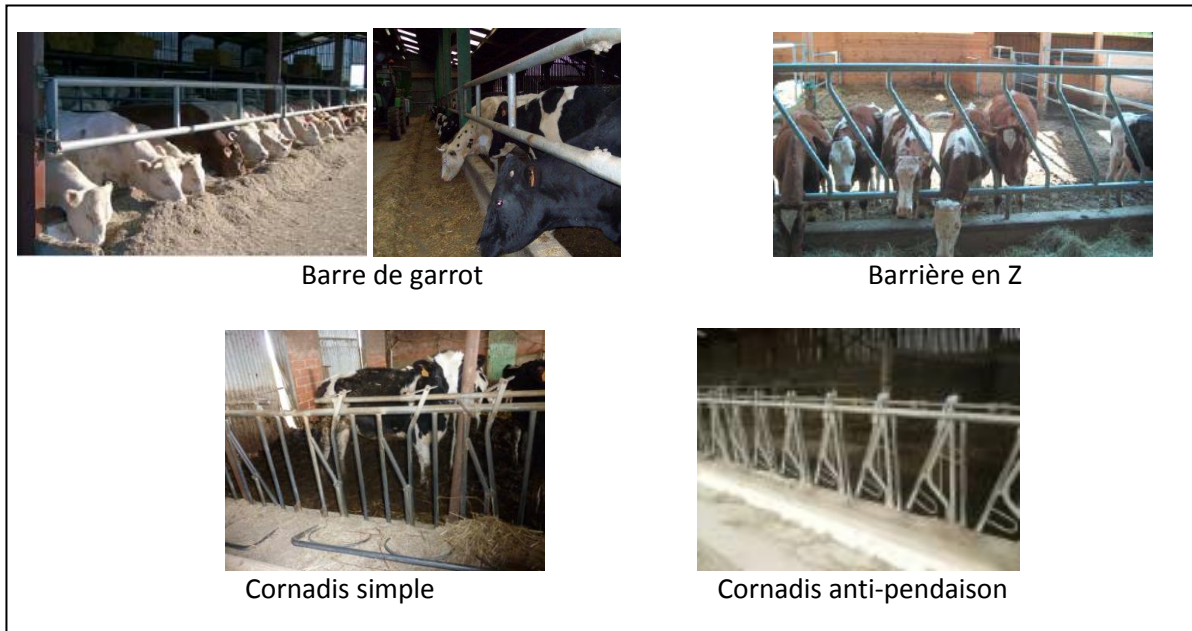 Barre de garrot
Barrière en Z
Cornadis simple
Cornadis anti-pendaison